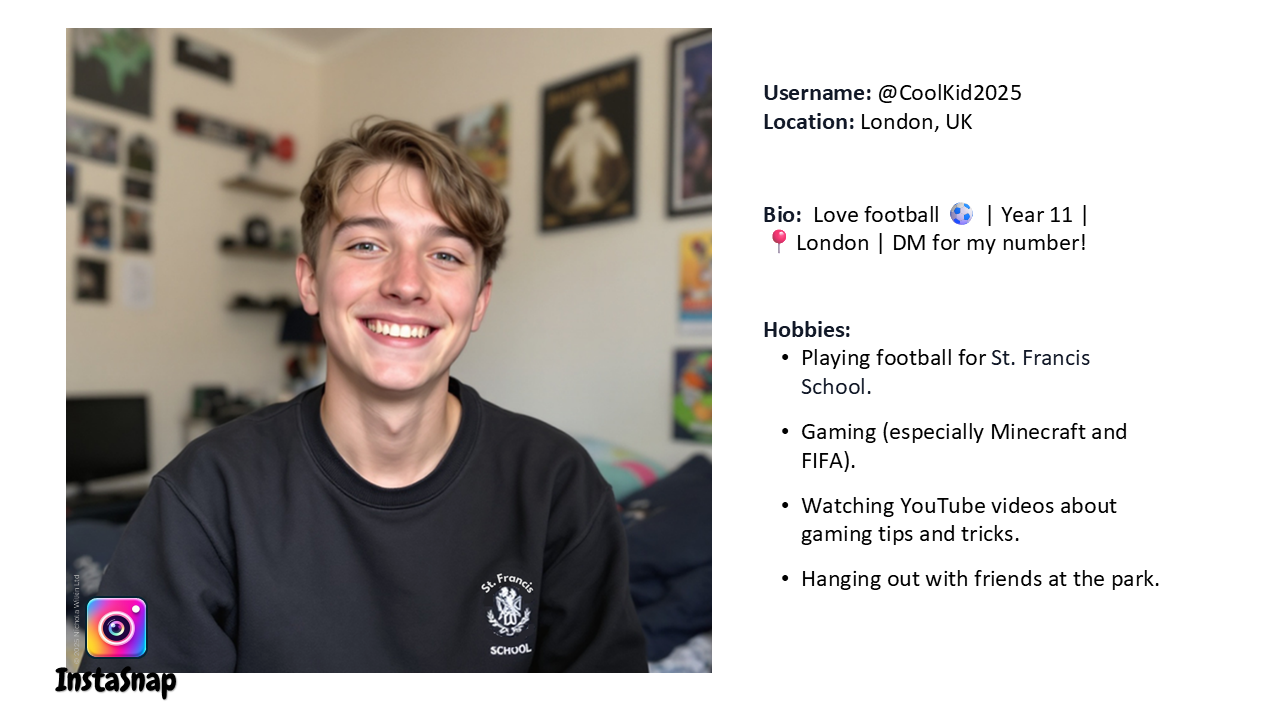 Username: @CoolKid2025
Location: London, UK
Bio: Love football ⚽ | Year 11 |
📍 London | DM for my number!
Hobbies:
• Playing football for St. Francis
School.
• Gaming (especially Minecraft and
FIFA).
• Watching YouTube videos about
gaming tips and tricks.
• Hanging out with friends at the park.
St. Francis
SCHOOL
InstaSnap